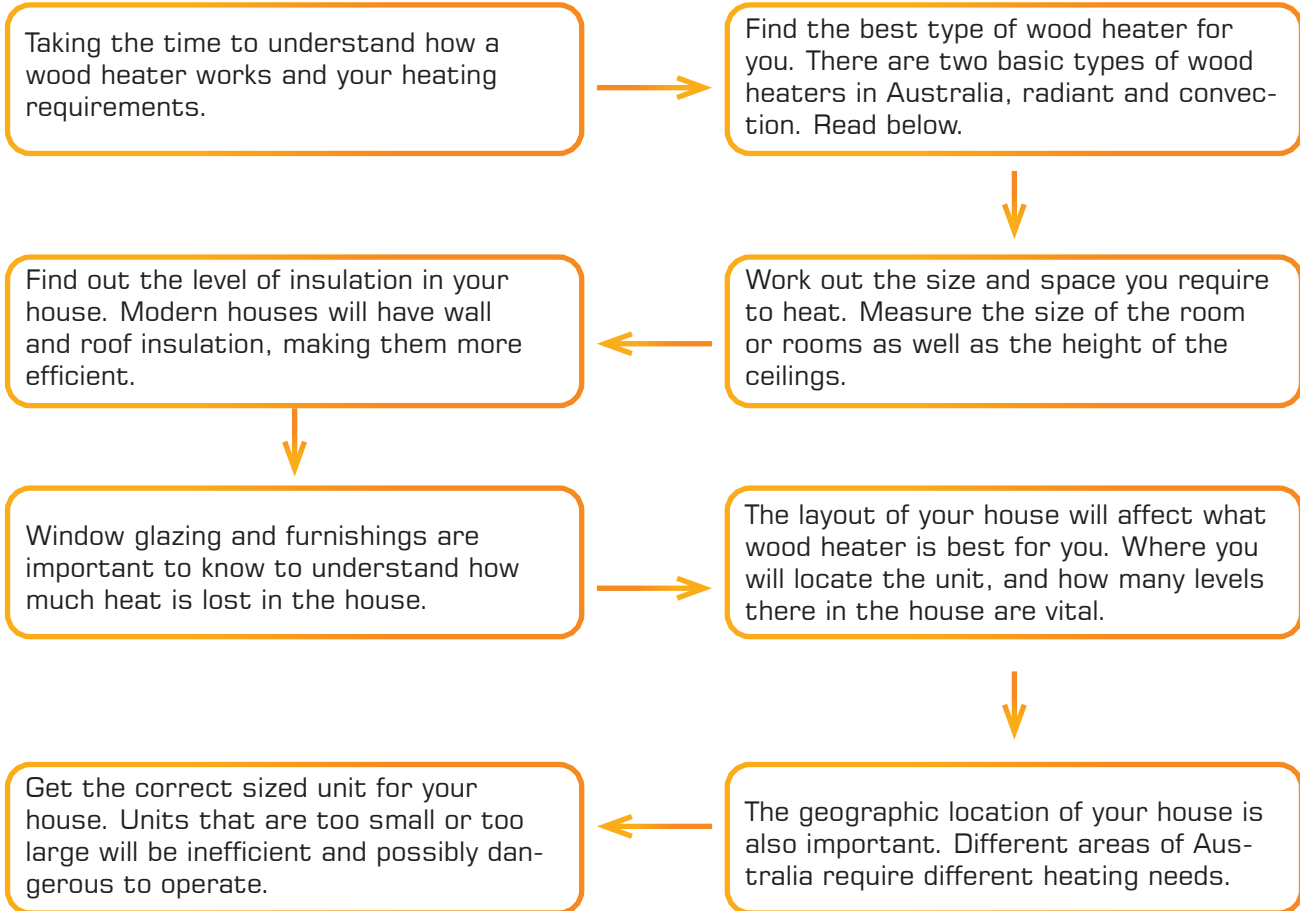 Taking the time to understand how a
wood heater works and your heating
requirements.
Find the best type of wood heater for
you. There are two basic types of wood
heaters in Australia, radiant and convec-
tion. Read below.
Work out the size and space you require
to heat. Measure the size of the room
or rooms as well as the height of the
ceilings.
Find out the level of insulation in your
house. Modern houses will have wall
and roof insulation, making them more
efficient.
Window glazing and furnishings are
important to know to understand how
much heat is lost in the house.
The layout of your house will affect what
wood heater is best for you. Where you
will locate the unit, and how many levels
there in the house are vital.
The geographic location of your house is
also important. Different areas of Aus-
tralia require different heating needs.
Get the correct sized unit for your
house. Units that are too small or too
large will be inefficient and possibly dan-
gerous to operate.